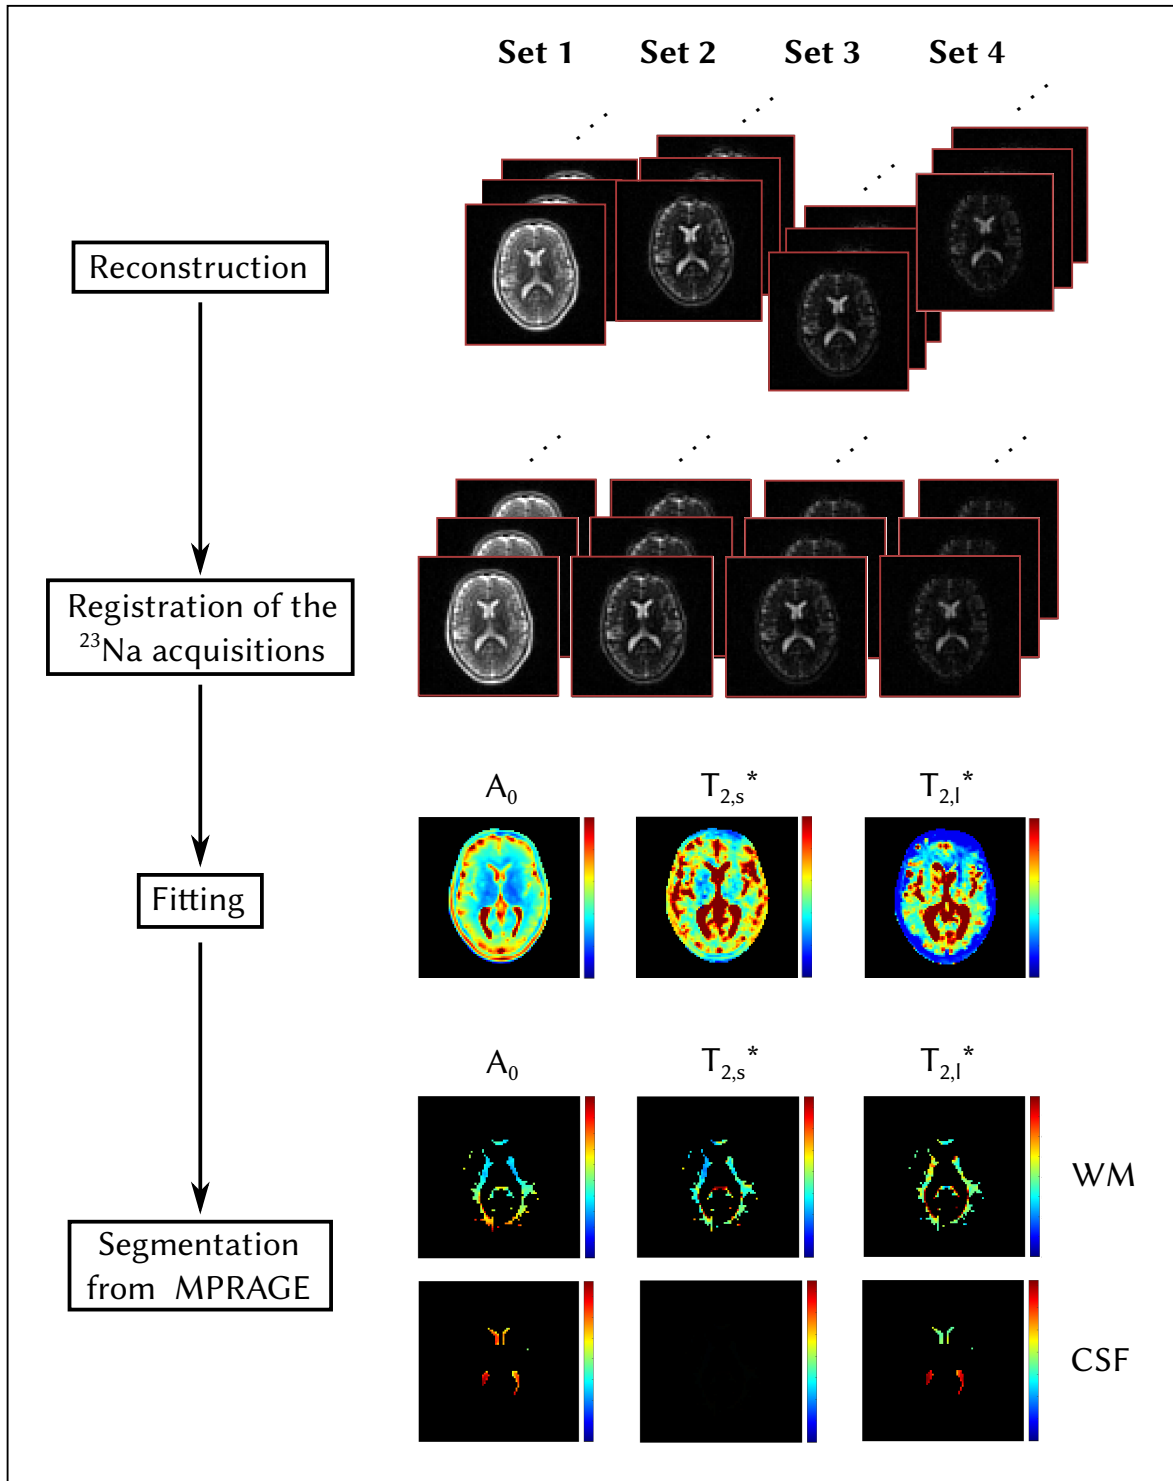 Set 1 Set 2 Set 3 Set 4
Reconstruction
Registration of the
²³Na acquisitions
A₀ T₂,ₛ* T₂,ₗ*
Fitting
A₀ T₂,ₛ* T₂,ₗ*
WM
Segmentation
from MPRAGE
CSF